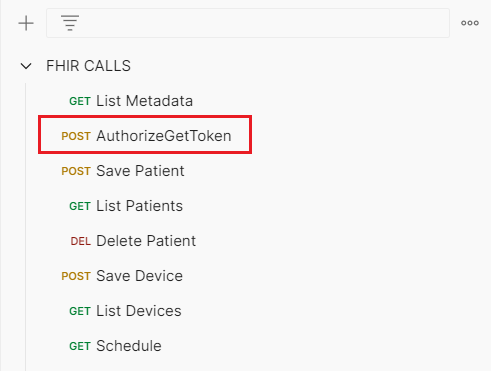 FHIR CALLS
GET List Metadata
POST AuthorizeGetToken
POST Save Patient
GET List Patients
DEL Delete Patient
POST Save Device
GET List Devices
GET Schedule